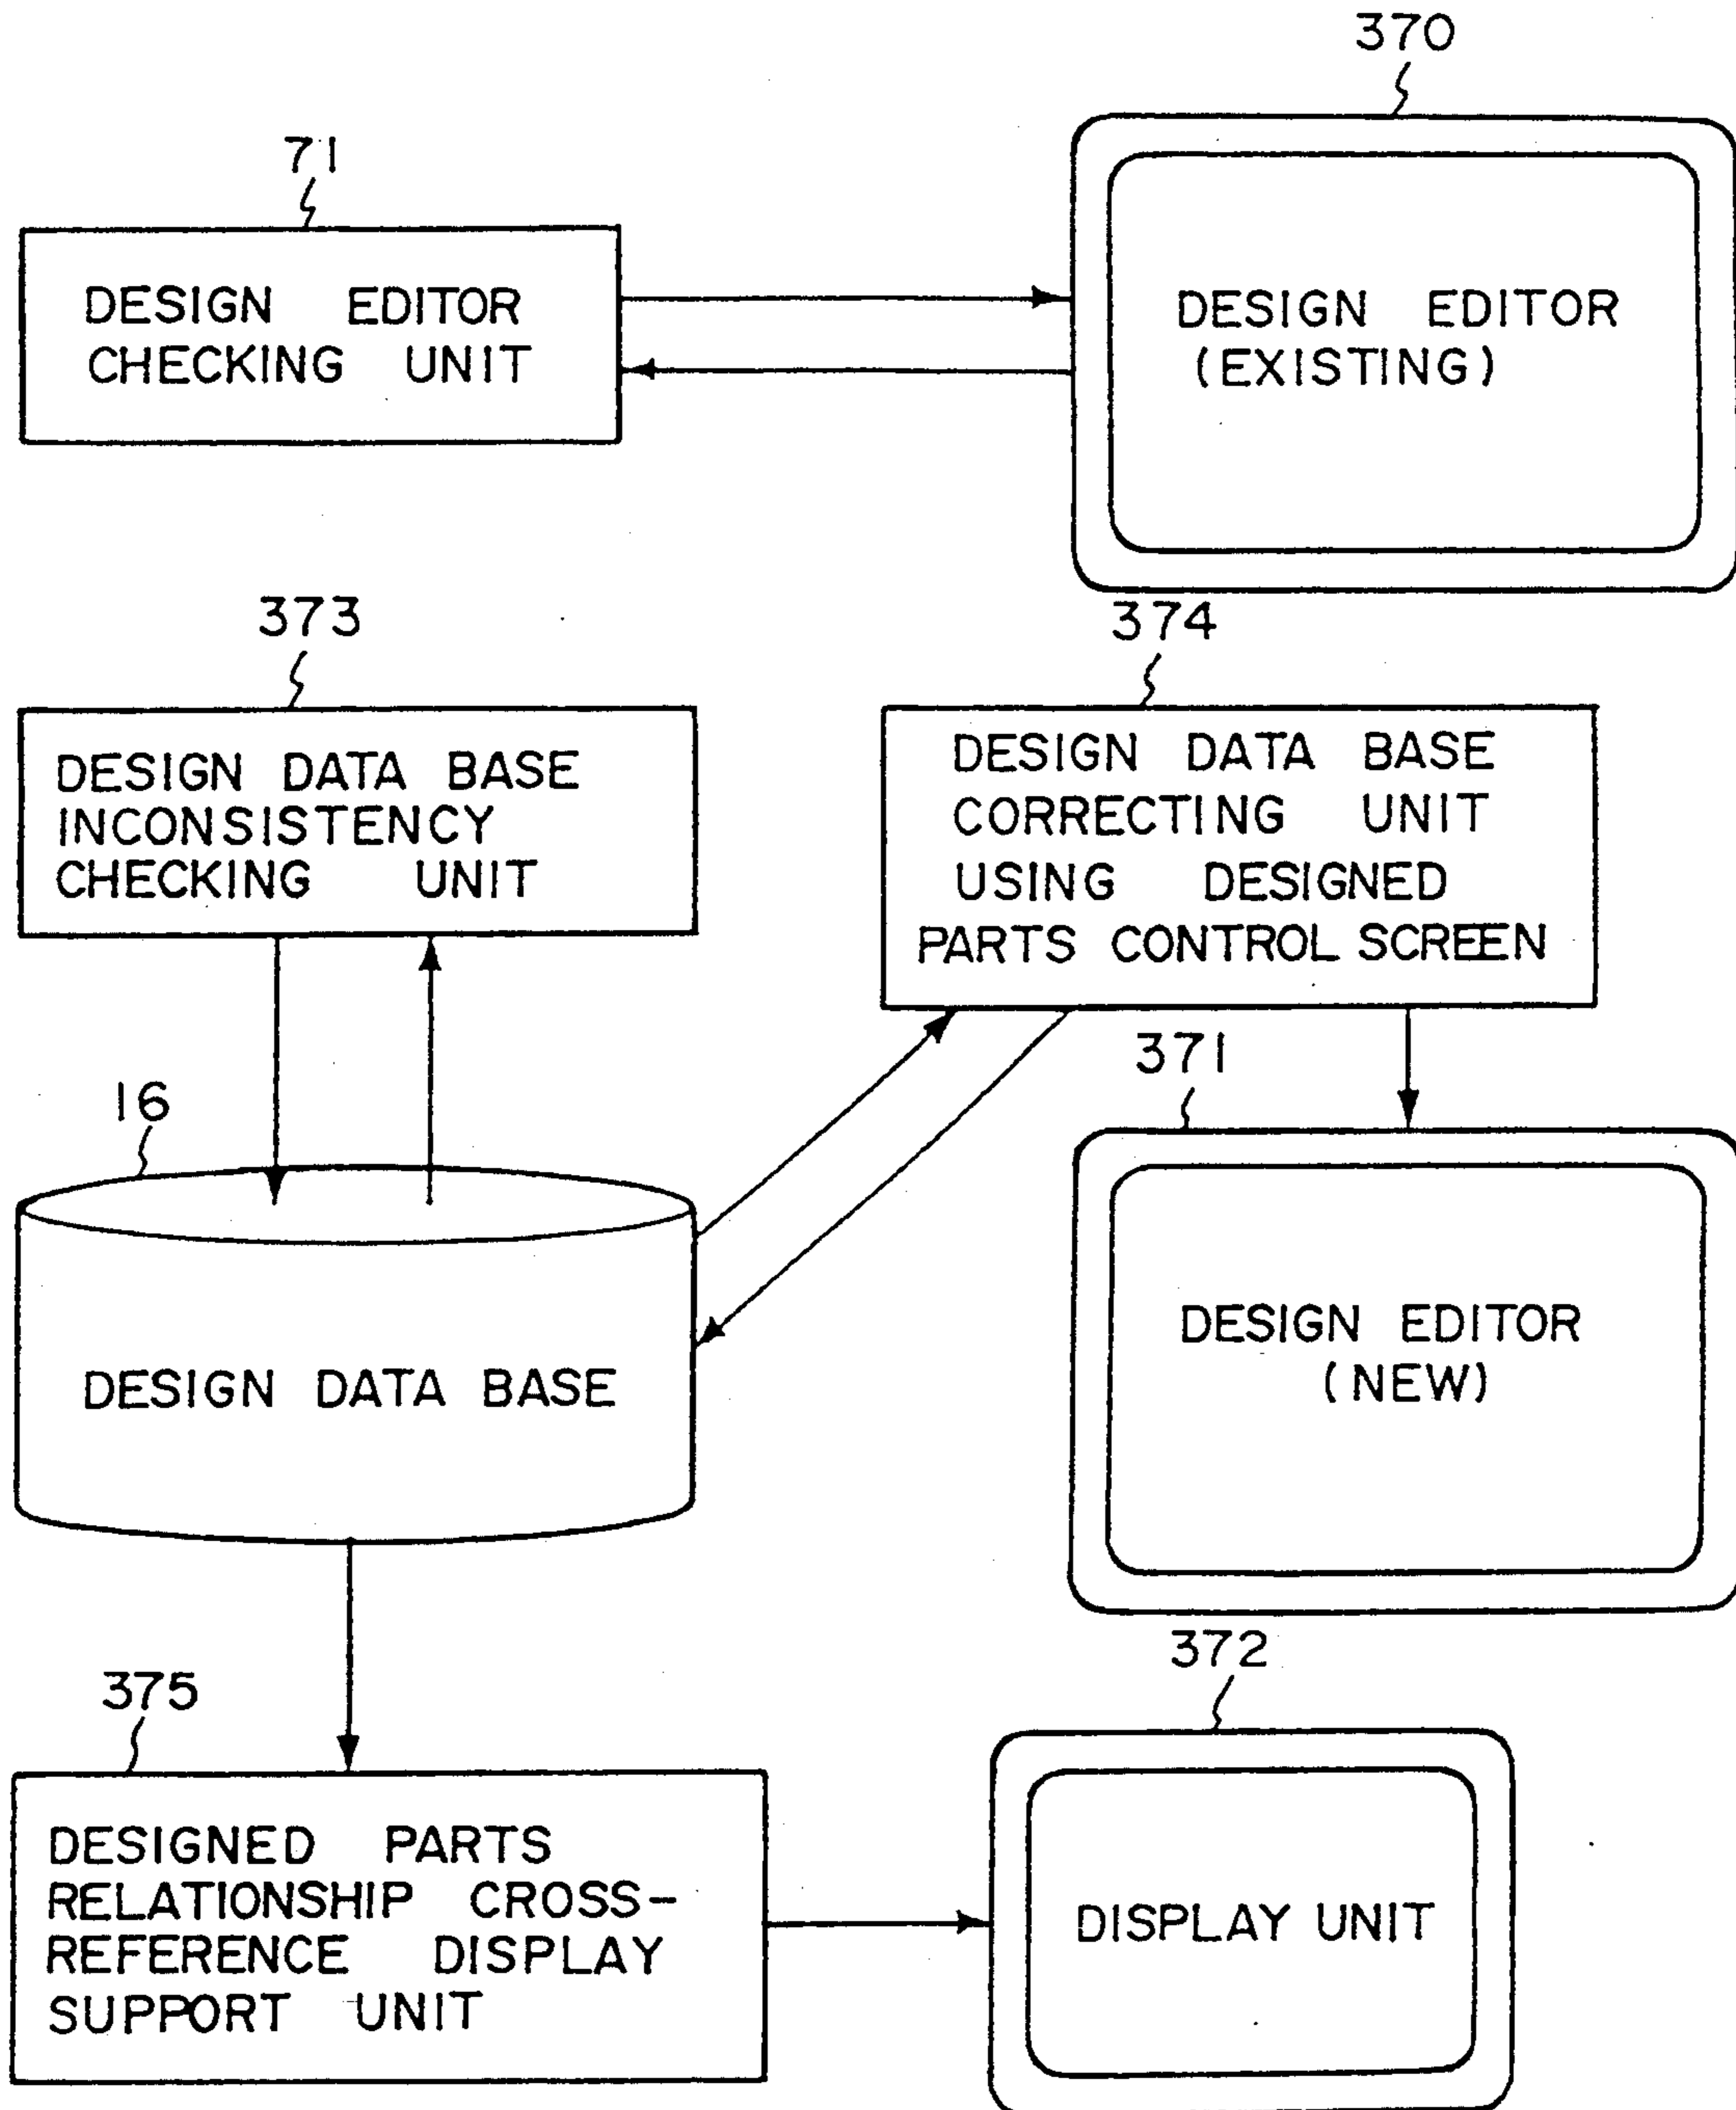 370
71
DESIGN EDITOR
CHECKING UNIT
DESIGN EDITOR
(EXISTING)
373
374
DESIGN DATA BASE
INCONSISTENCY
CHECKING UNIT
DESIGN DATA BASE
CORRECTING UNIT
USING DESIGNED
PARTS CONTROL SCREEN
371
16
DESIGN DATA BASE
DESIGN EDITOR
(NEW)
372
375
DESIGNED PARTS
RELATIONSHIP CROSS-
REFERENCE DISPLAY
SUPPORT UNIT
DISPLAY UNIT